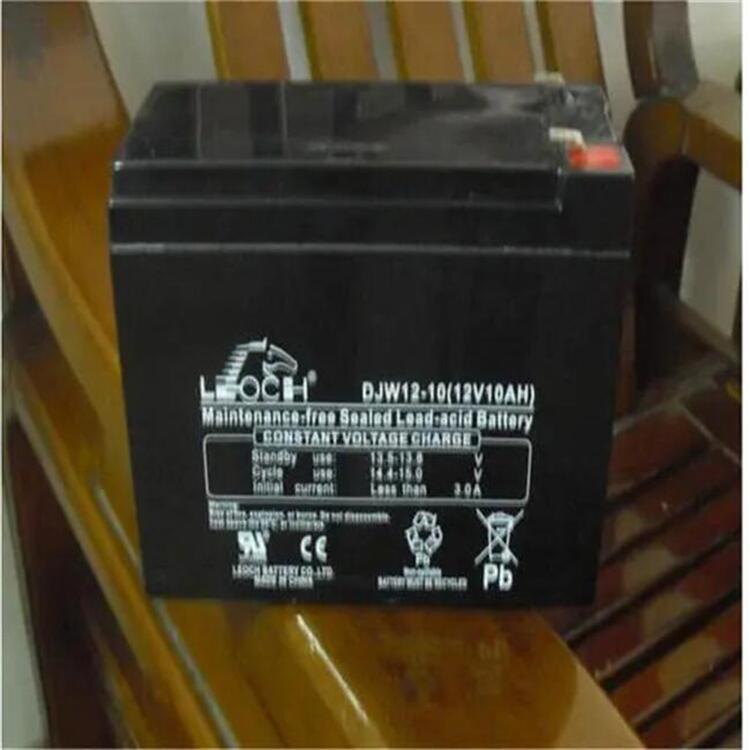 LEOCH®
DJW12-10(12V10AH)
Maintenance-free Sealed Lead-acid Battery
CONSTANT VOLTAGE CHARGE
Standby use: 13.5-13.8 V
Cycle use: 14.4-15.0 V
Initial current: Less than 3.0A
Warning:
CE
Pb
LEOCH BATTERY CO.,LTD.
MADE IN CHINA
BATTERY MUST BE RECYCLED